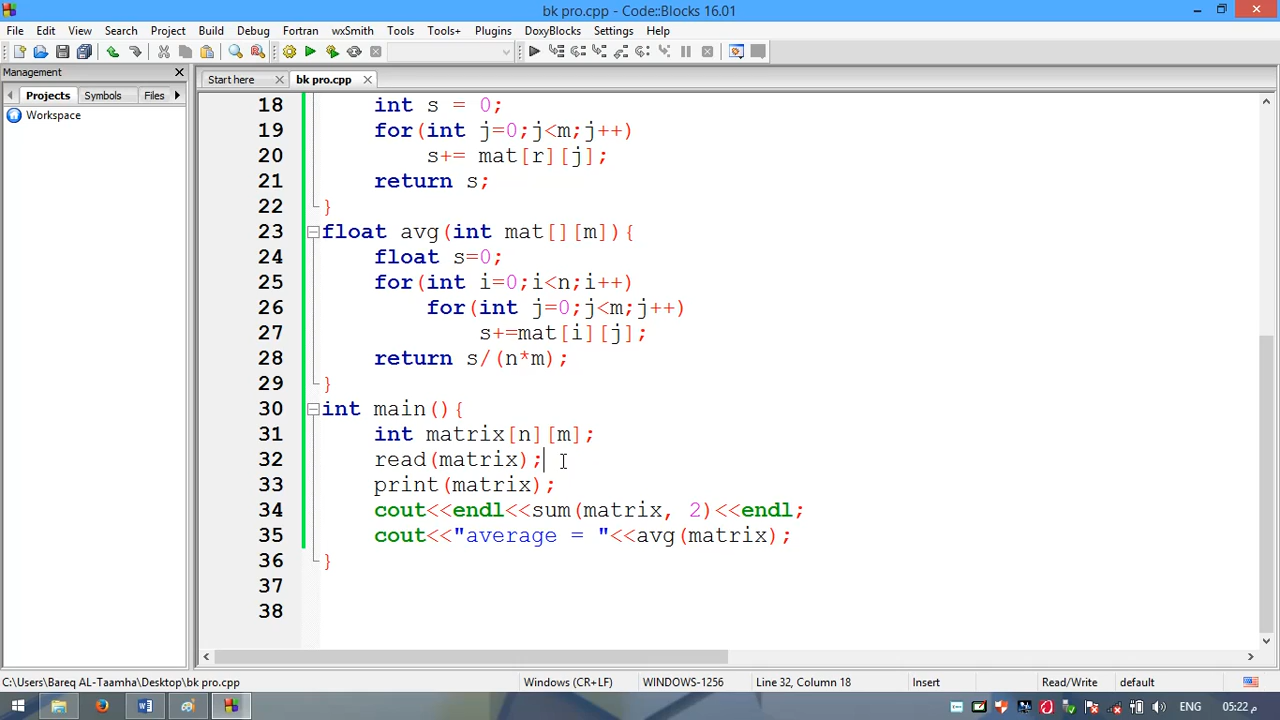 bk pro.cpp - Code::Blocks 16.01
File Edit View Search Project Build Debug Fortran wxSmith Tools Tools+ Plugins DoxyBlocks Settings Help
Management
Start here bk pro.cpp
Projects Symbols Files
Workspace
18 int s = 0;
19 for(int j=0;j<m;j++)
20 s+= mat[r][j];
21 return s;
22 }
23 float avg(int mat[][m]){
24 float s=0;
25 for(int i=0;i<n;i++)
26 for(int j=0;j<m;j++)
27 s+=mat[i][j];
28 return s/(n*m);
29 }
30 int main(){
31 int matrix[n][m];
32 read(matrix);
33 print(matrix);
34 cout<<endl<<sum(matrix, 2)<<endl;
35 cout<<"average = "<<avg(matrix);
36 }
37
38
C:\Users\Bareq AL-Taamha\Desktop\bk pro.cpp Windows (CR+LF) WINDOWS-1256 Line 32, Column 18 Insert Read/Write default
ENG 05:22 م